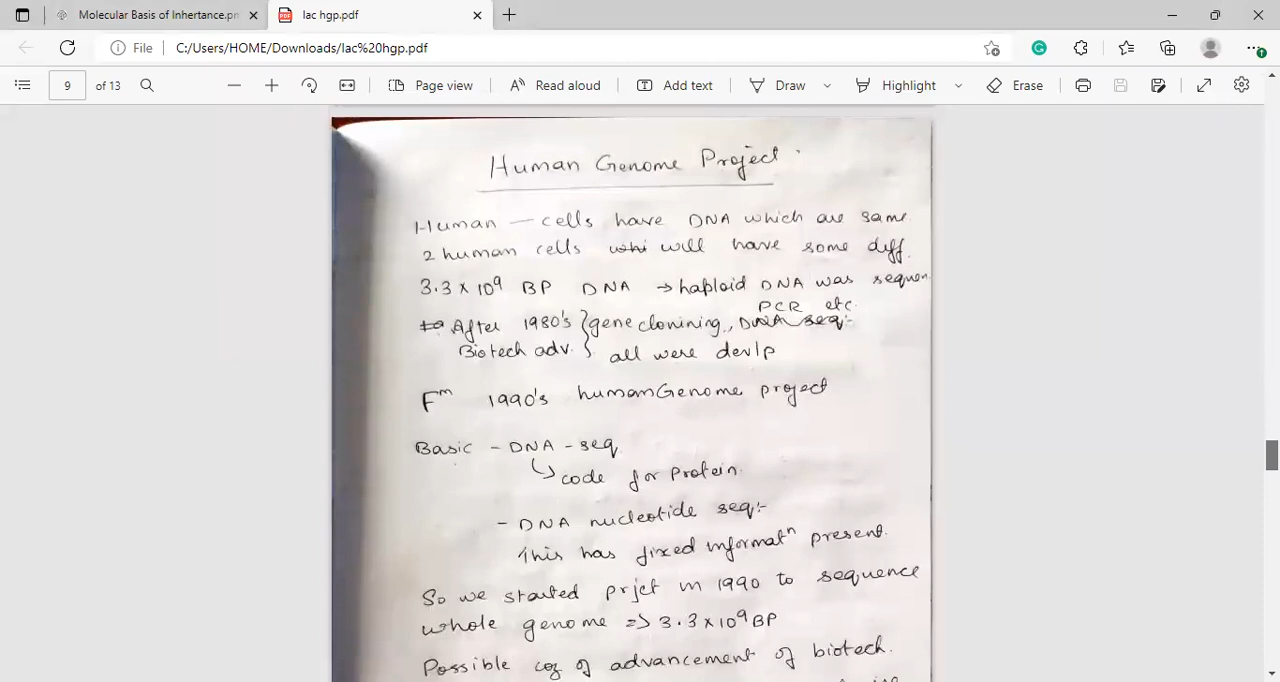 Molecular Basis of Inhertance.pn
lac hgp.pdf
File
C:/Users/HOME/Downloads/lac%20hgp.pdf
9
of 13
Page view
Read aloud
Add text
Draw
Highlight
Erase
Human Genome Project
Human — cells have DNA which are same
2 human cells whi will have some diff.
3.3 x 10⁹ BP DNA → haploid DNA was sequen
PCR etc.
to After 1980's } gene clonining, DNA seq:-
Biotech adv. } all were devlp
Fᵐ 1990's humanGenome project
Basic - DNA - seq
↳ code for protein.
- DNA nucleotide seq:-
This has fixed informatⁿ present.
So we started prjct in 1990 to sequence
whole genome => 3.3 x 10⁹ BP
Possible coz of advancement of biotech.